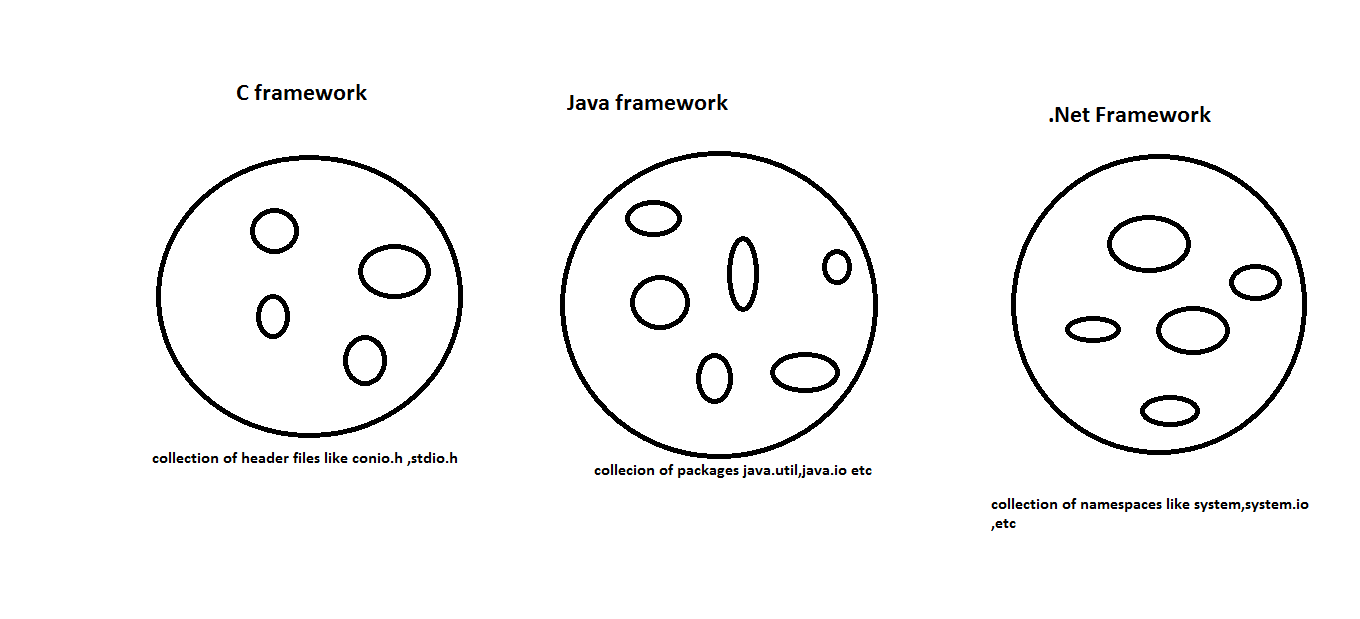 C framework
Java framework
.Net Framework
collection of header files like conio.h ,stdio.h
collecion of packages java.util,java.io etc
collection of namespaces like system,system.io
,etc